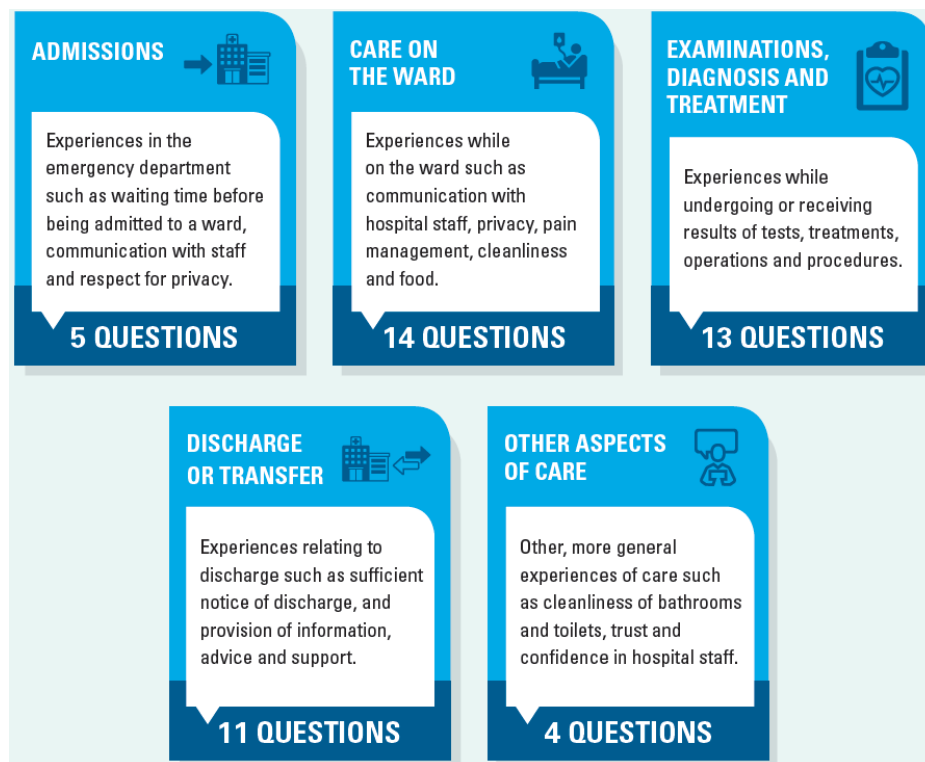 ADMISSIONS
Experiences in the
emergency department
such as waiting time before
being admitted to a ward,
communication with staff
and respect for privacy.
5 QUESTIONS
CARE ON
THE WARD
Experiences while
on the ward such as
communication with
hospital staff, privacy, pain
management, cleanliness
and food.
14 QUESTIONS
EXAMINATIONS,
DIAGNOSIS AND
TREATMENT
Experiences while
undergoing or receiving
results of tests, treatments,
operations and procedures.
13 QUESTIONS
DISCHARGE
OR TRANSFER
Experiences relating to
discharge such as sufficient
notice of discharge, and
provision of information,
advice and support.
11 QUESTIONS
OTHER ASPECTS
OF CARE
Other, more general
experiences of care such
as cleanliness of bathrooms
and toilets, trust and
confidence in hospital staff.
4 QUESTIONS